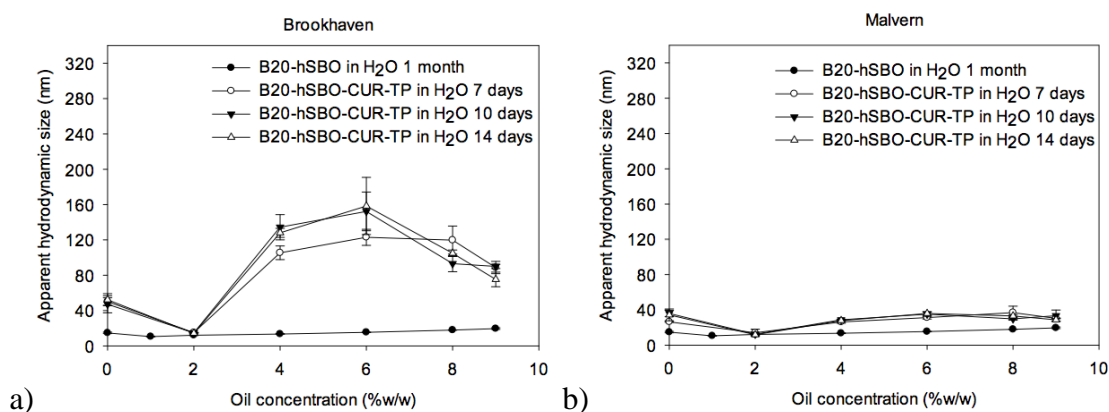 Brookhaven
320
280
240
200
160
120
80
40
0
Apparent hydrodynamic size (nm)
B20-hSBO in H2O 1 month
B20-hSBO-CUR-TP in H2O 7 days
B20-hSBO-CUR-TP in H2O 10 days
B20-hSBO-CUR-TP in H2O 14 days
0 2 4 6 8 10
Oil concentration (%w/w)
a)
Malvern
320
280
240
200
160
120
80
40
0
Apparent hydrodynamic size (nm)
B20-hSBO in H2O 1 month
B20-hSBO-CUR-TP in H2O 7 days
B20-hSBO-CUR-TP in H2O 10 days
B20-hSBO-CUR-TP in H2O 14 days
0 2 4 6 8 10
Oil concentration (%w/w)
b)